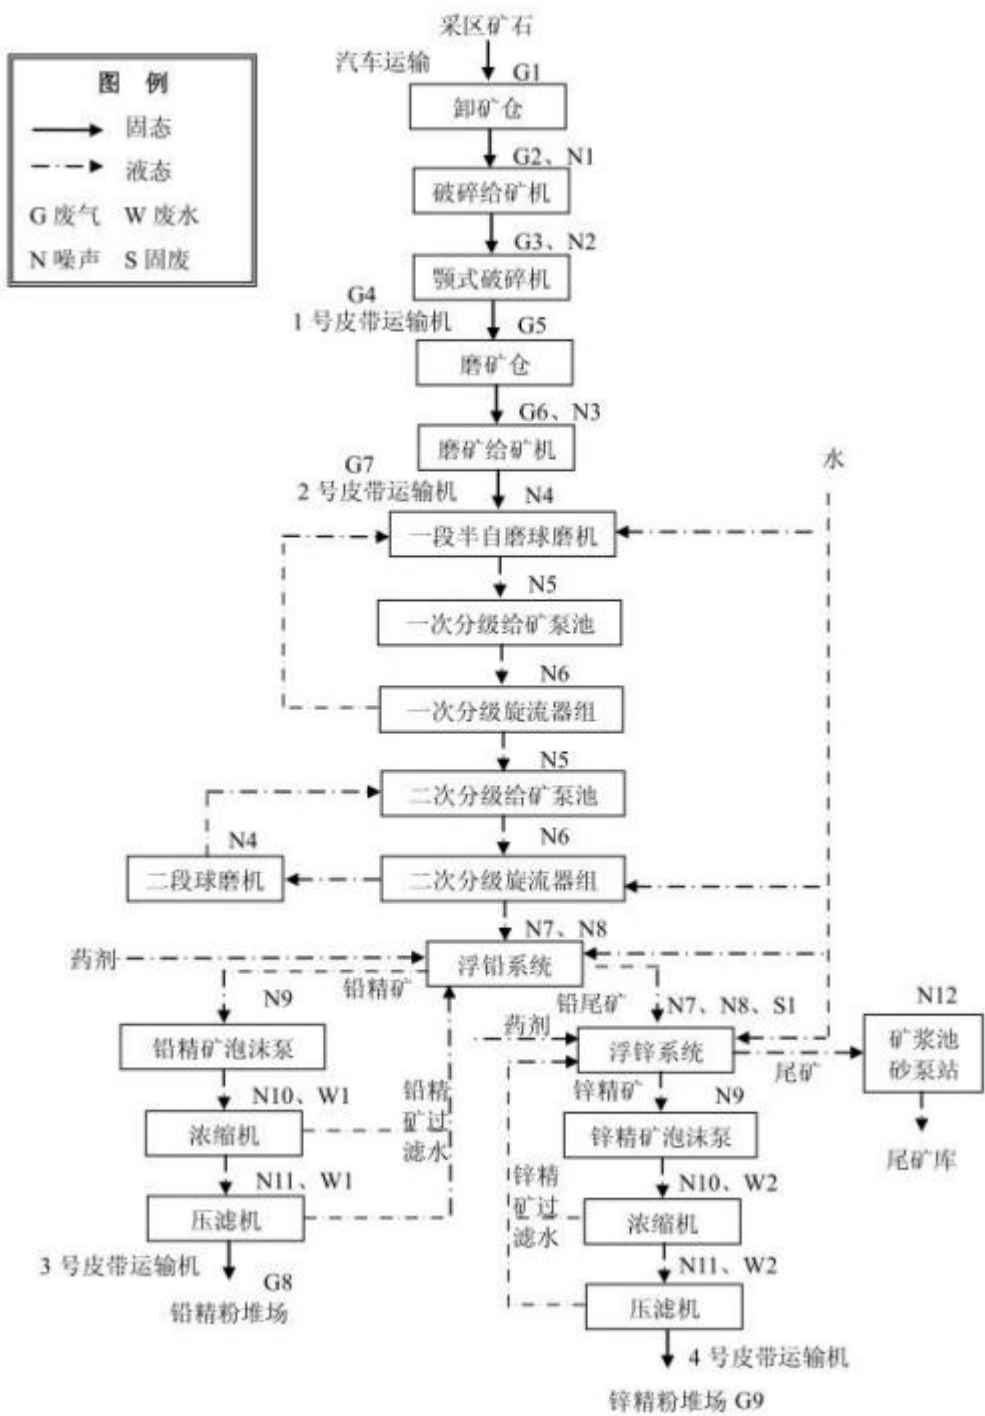 采区矿石
汽车运输
G1
图 例
固态
液态
G 废气 W 废水
N 噪声 S 固废
卸矿仓
G2、N1
破碎给矿机
G3、N2
颚式破碎机
G4
1 号皮带运输机
G5
磨矿仓
G6、N3
磨矿给矿机
水
G7
2 号皮带运输机
N4
一段半自磨球磨机
N5
一次分级给矿泵池
N6
一次分级旋流器组
N5
二次分级给矿泵池
N6
N4
二段球磨机
二次分级旋流器组
N7、N8
药剂
浮铅系统
铅精矿
铅尾矿
N9
N7、N8、S1
N12
药剂
铅精矿泡沫泵
浮锌系统
尾矿
矿浆池
砂泵站
锌精矿
N9
N10、W1
铅精
矿过
滤水
浓缩机
锌精矿泡沫泵
尾矿库
N11、W1
N10、W2
锌精
矿过
滤水
压滤机
浓缩机
3 号皮带运输机
G8
N11、W2
铅精粉堆场
压滤机
4 号皮带运输机
锌精粉堆场 G9